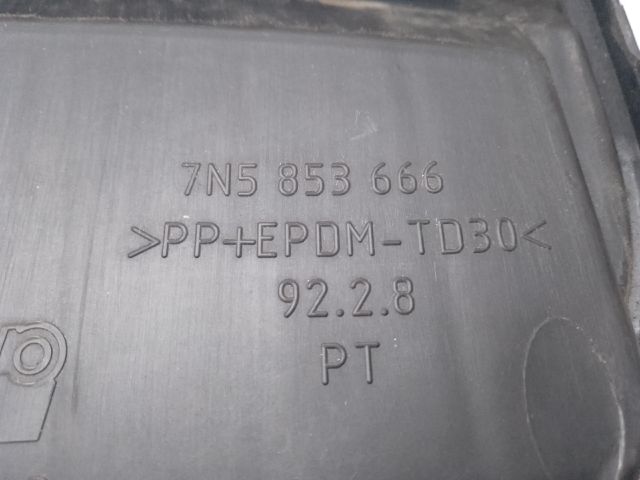 7N5 853 666
>PP+EPDM-TD30<
92.2.8
PT